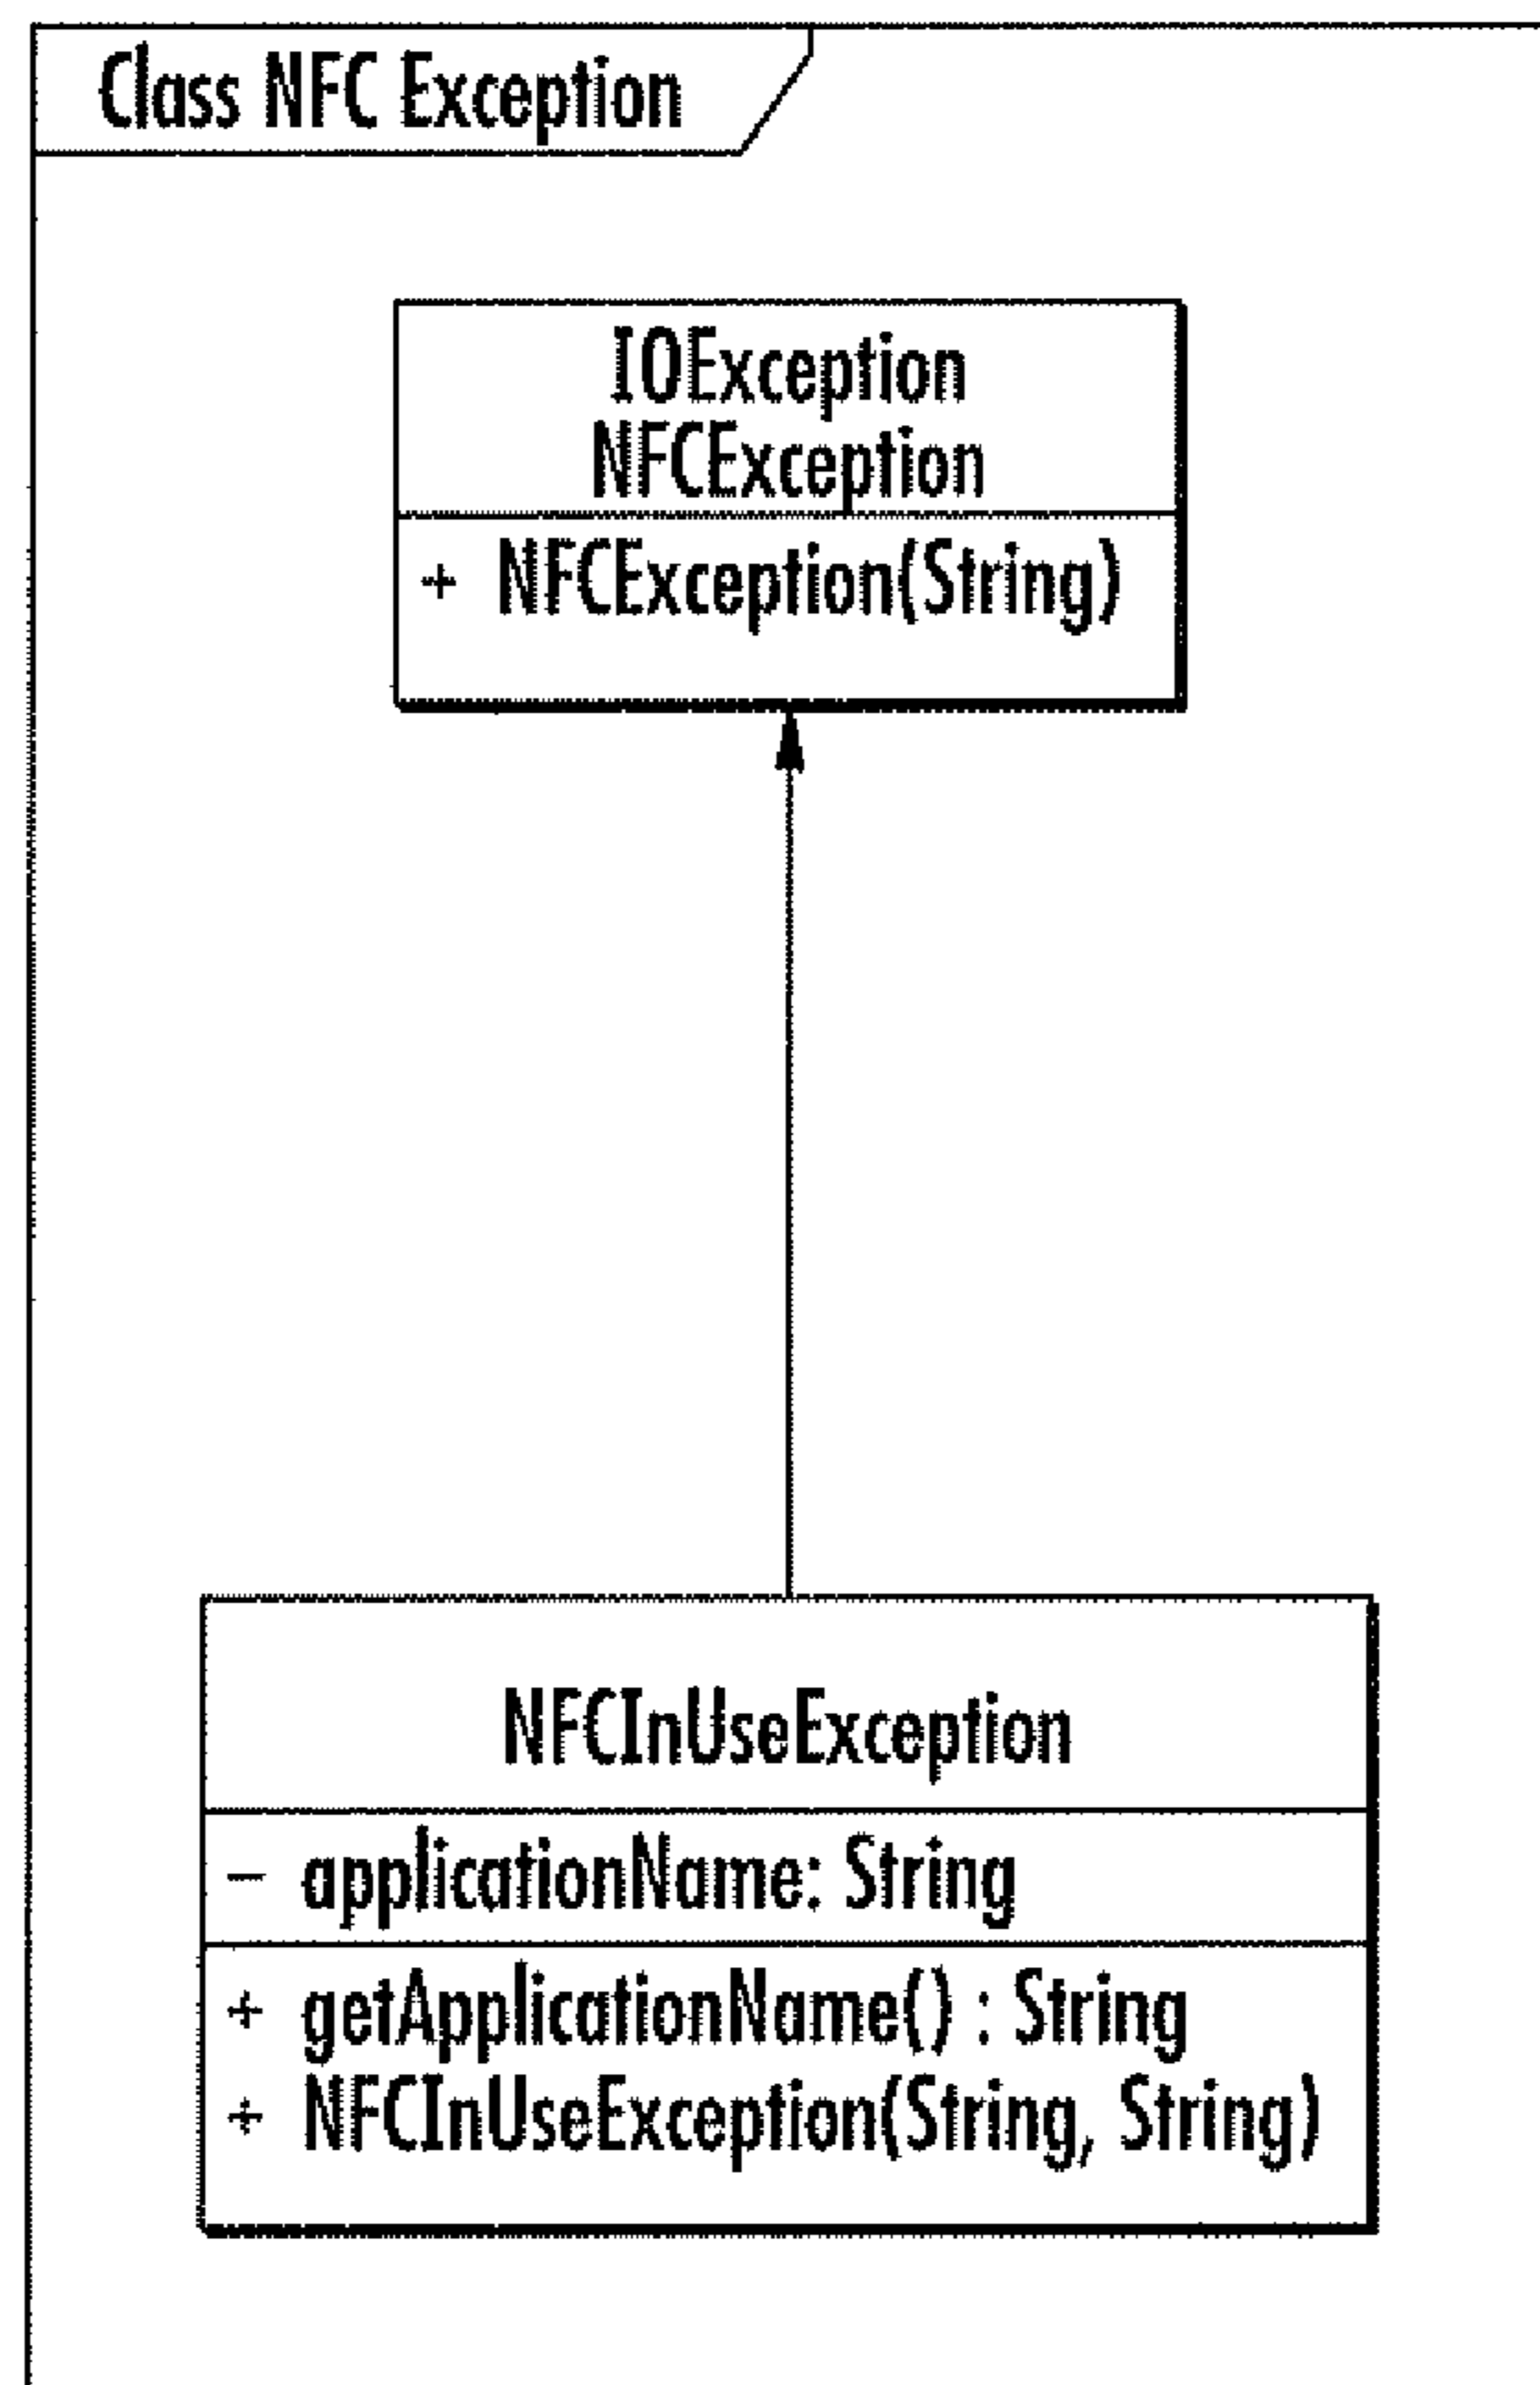 Class NFC Exception
IOException
NFCException
+ NFCException(String)
NFCInUseException
- applicationName: String
+ getApplicationName() : String
+ NFCInUseException(String, String)